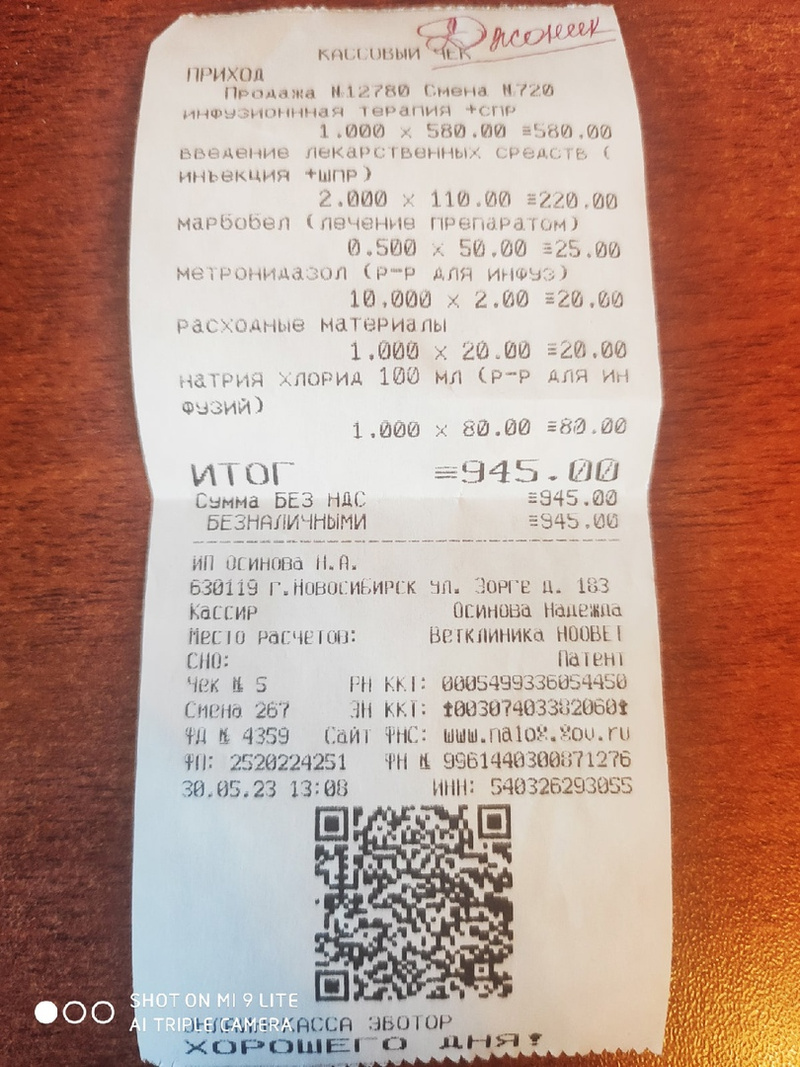 Джоник
КАССОВЫЙ ЧЕК
ПРИХОД
Продажа №12780 Смена №720
ИНФУЗИОНННАЯ ТЕРАПИЯ +СПР
1.000 × 580.00 ≡580.00
ВВЕДЕНИЕ ЛЕКАРСТВЕННЫХ СРЕДСТВ (
ИНЬЕКЦИЯ +ШПР)
2.000 × 110.00 ≡220.00
МАРБОБЕЛ (ЛЕЧЕНИЕ ПРЕПАРАТОМ)
0.500 × 50.00 ≡25.00
МЕТРОНИДАЗОЛ (Р-Р ДЛЯ ИНФУЗ)
10.000 × 2.00 ≡20.00
РАСХОДНЫЕ МАТЕРИАЛЫ
1.000 × 20.00 ≡20.00
НАТРИЯ ХЛОРИД 100 МЛ (Р-Р ДЛЯ ИН
ФУЗИЙ)
1.000 × 80.00 ≡80.00
ИТОГ ≡945.00
Сумма БЕЗ НДС ≡945.00
БЕЗНАЛИЧНЫМИ ≡945.00
ИП Осинова Н.А.
630119 г.Новосибирск ул. Зорге д. 183
Кассир Осинова Надежда
Место расчетов: Ветклиника НООВЕТ
СНО: Патент
Чек № 5 РН ККТ: 0005499336054450
Смена 267 ЗН ККТ: *00307403382060*
ФД № 4359 Сайт ФНС: www.nalog.gov.ru
ФП: 2520224251 ФН № 9961440300871276
30.05.23 13:08 ИНН: 540326293055
SHOT ON MI 9 LITE
AI TRIPLE CAMERA
КАССА ЭВОТОР
ХОРОШЕГО ДНЯ!